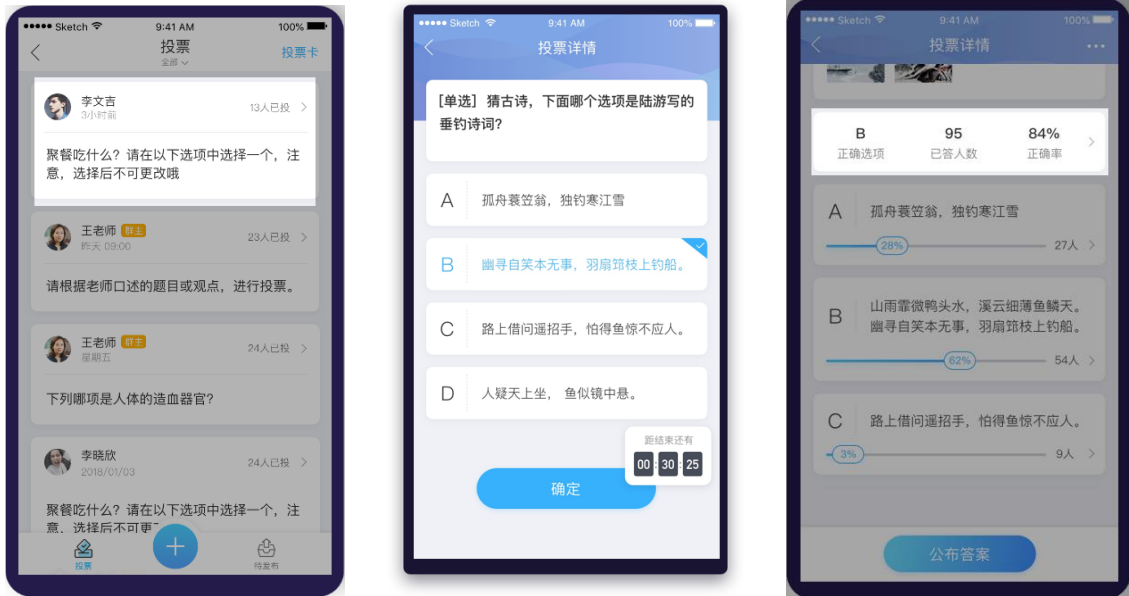 Sketch 9:41 AM 100%
投票 投票卡
全部
李文吉 13人已投
3小时前
聚餐吃什么？请在以下选项中选择一个，注
意，选择后不可更改哦
王老师 群主 23人已投
昨天 09:00
请根据老师口述的题目或观点，进行投票。
王老师 群主 24人已投
星期五
下列哪项是人体的造血器官？
李晓欣 24人已投
2018/01/03
聚餐吃什么？请在以下选项中选择一个，注
意，选择后不可更
投票 待发布
Sketch 9:41 AM 100%
投票详情
[单选] 猜古诗，下面哪个选项是陆游写的
垂钓诗词？
A 孤舟蓑笠翁，独钓寒江雪
B 幽寻自笑本无事，羽扇筇枝上钓船。
C 路上借问遥招手，怕得鱼惊不应人。
D 人疑天上坐， 鱼似镜中悬。
距结束还有
00:30:25
确定
Sketch 9:41 AM 100%
投票详情
B 95 84%
正确选项 已答人数 正确率
A 孤舟蓑笠翁，独钓寒江雪
28% 27人
B 山雨霏微鸭头水，溪云细薄鱼鳞天。
幽寻自笑本无事，羽扇筇枝上钓船。
62% 54人
C 路上借问遥招手，怕得鱼惊不应人。
3% 9人
公布答案